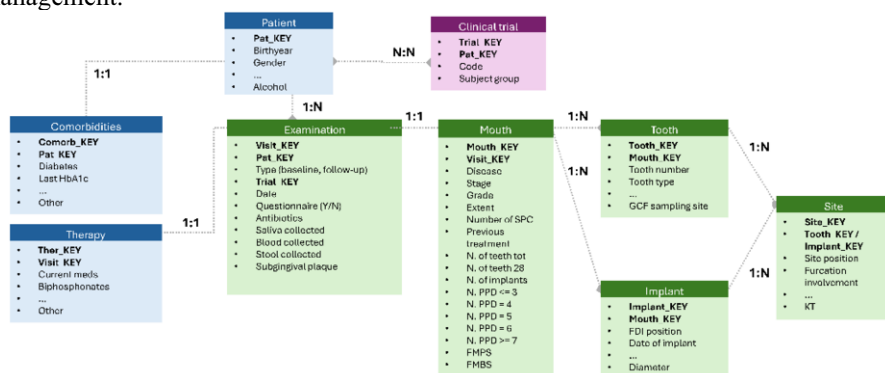 management.
Patient
• Pat_KEY
• Birthyear
• Gender
• ...
• Alcohol
N:N
Clinical trial
• Trial_KEY
• Pat_KEY
• Code
• Subject group
1:1
1:N
Comorbidities
• Comorb_KEY
• Pat_KEY
• Diabetes
• Last HbA1c
• ...
• Other
Therapy
• Ther_KEY
• Visit_KEY
• Current meds
• Biphosphonates
• ...
• Other
1:1
Examination
• Visit_KEY
• Pat_KEY
• Type (baseline, follow-up)
• Trial_KEY
• Date
• Questionnaire (Y/N)
• Antibiotics
• Saliva collected
• Blood collected
• Stool collected
• Subgingival plaque
1:1
Mouth
• Mouth_KEY
• Visit_KEY
• Disease
• Stage
• Grade
• Extent
• Number of SPC
• Previous
treatment
• N. of teeth tot
• N. of teeth 28
• N. of implants
• N. PPD <= 3
• N. PPD = 4
• N. PPD = 5
• N. PPD = 6
• N. PPD >= 7
• FMPS
• FMBS
1:N
1:N
Tooth
• Tooth_KEY
• Mouth_KEY
• Tooth number
• Tooth type
• ...
• GCF sampling site
1:N
Implant
• Implant_KEY
• Mouth_KEY
• FDI position
• Date of implant
• ...
• Diameter
1:N
Site
• Site_KEY
• Tooth_KEY /
Implant_KEY
• Site position
• Furcation
involvement
• ...
• KT